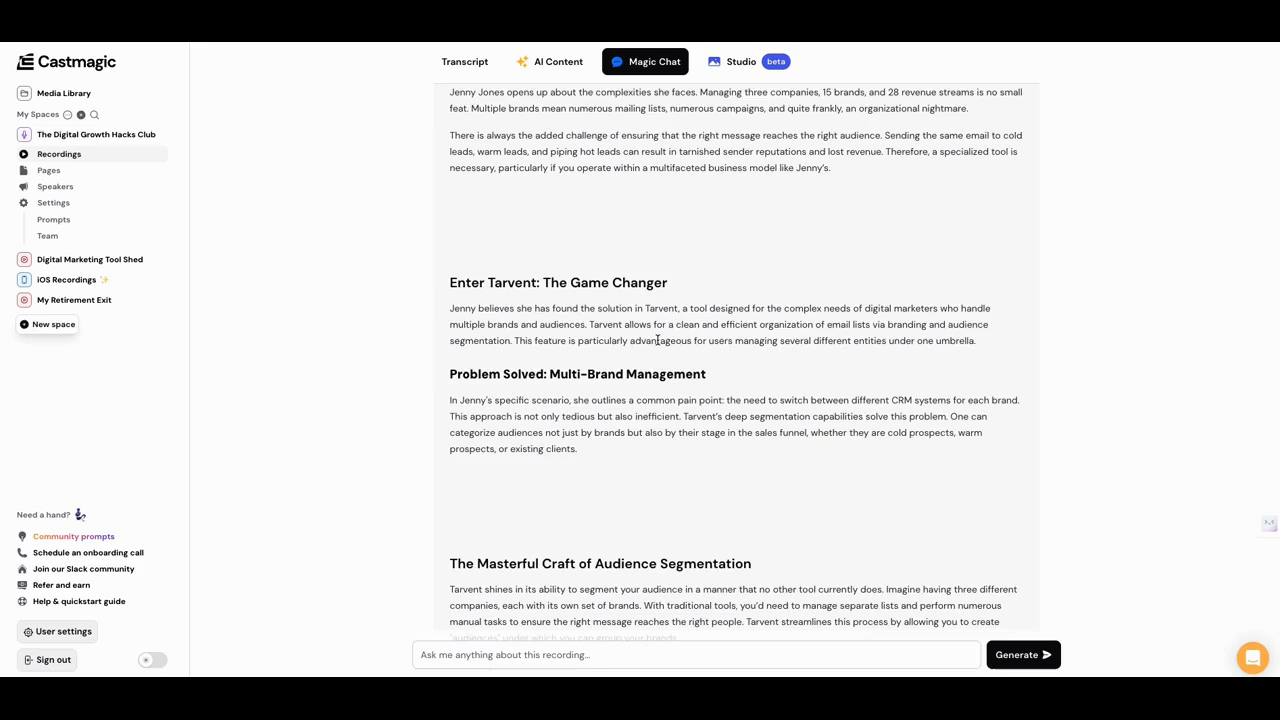 Castmagic
Media Library
My Spaces
The Digital Growth Hacks Club
Recordings
Pages
Speakers
Settings
Prompts
Team
Digital Marketing Tool Shed
iOS Recordings ✨
My Retirement Exit
New space
Need a hand?
Community prompts
Schedule an onboarding call
Join our Slack community
Refer and earn
Help & quickstart guide
User settings
Sign out
Transcript
AI Content
Magic Chat
Studio beta
Jenny Jones opens up about the complexities she faces. Managing three companies, 15 brands, and 28 revenue streams is no small
feat. Multiple brands mean numerous mailing lists, numerous campaigns, and quite frankly, an organizational nightmare.
There is always the added challenge of ensuring that the right message reaches the right audience. Sending the same email to cold
leads, warm leads, and piping hot leads can result in tarnished sender reputations and lost revenue. Therefore, a specialized tool is
necessary, particularly if you operate within a multifaceted business model like Jenny’s.
Enter Tarvent: The Game Changer
Jenny believes she has found the solution in Tarvent, a tool designed for the complex needs of digital marketers who handle
multiple brands and audiences. Tarvent allows for a clean and efficient organization of email lists via branding and audience
segmentation. This feature is particularly advantageous for users managing several different entities under one umbrella.
Problem Solved: Multi-Brand Management
In Jenny's specific scenario, she outlines a common pain point: the need to switch between different CRM systems for each brand.
This approach is not only tedious but also inefficient. Tarvent’s deep segmentation capabilities solve this problem. One can
categorize audiences not just by brands but also by their stage in the sales funnel, whether they are cold prospects, warm
prospects, or existing clients.
The Masterful Craft of Audience Segmentation
Tarvent shines in its ability to segment your audience in a manner that no other tool currently does. Imagine having three different
companies, each with its own set of brands. With traditional tools, you’d need to manage separate lists and perform numerous
manual tasks to ensure the right message reaches the right people. Tarvent streamlines this process by allowing you to create
"audiences" under which you can group your brands.
Ask me anything about this recording...
Generate